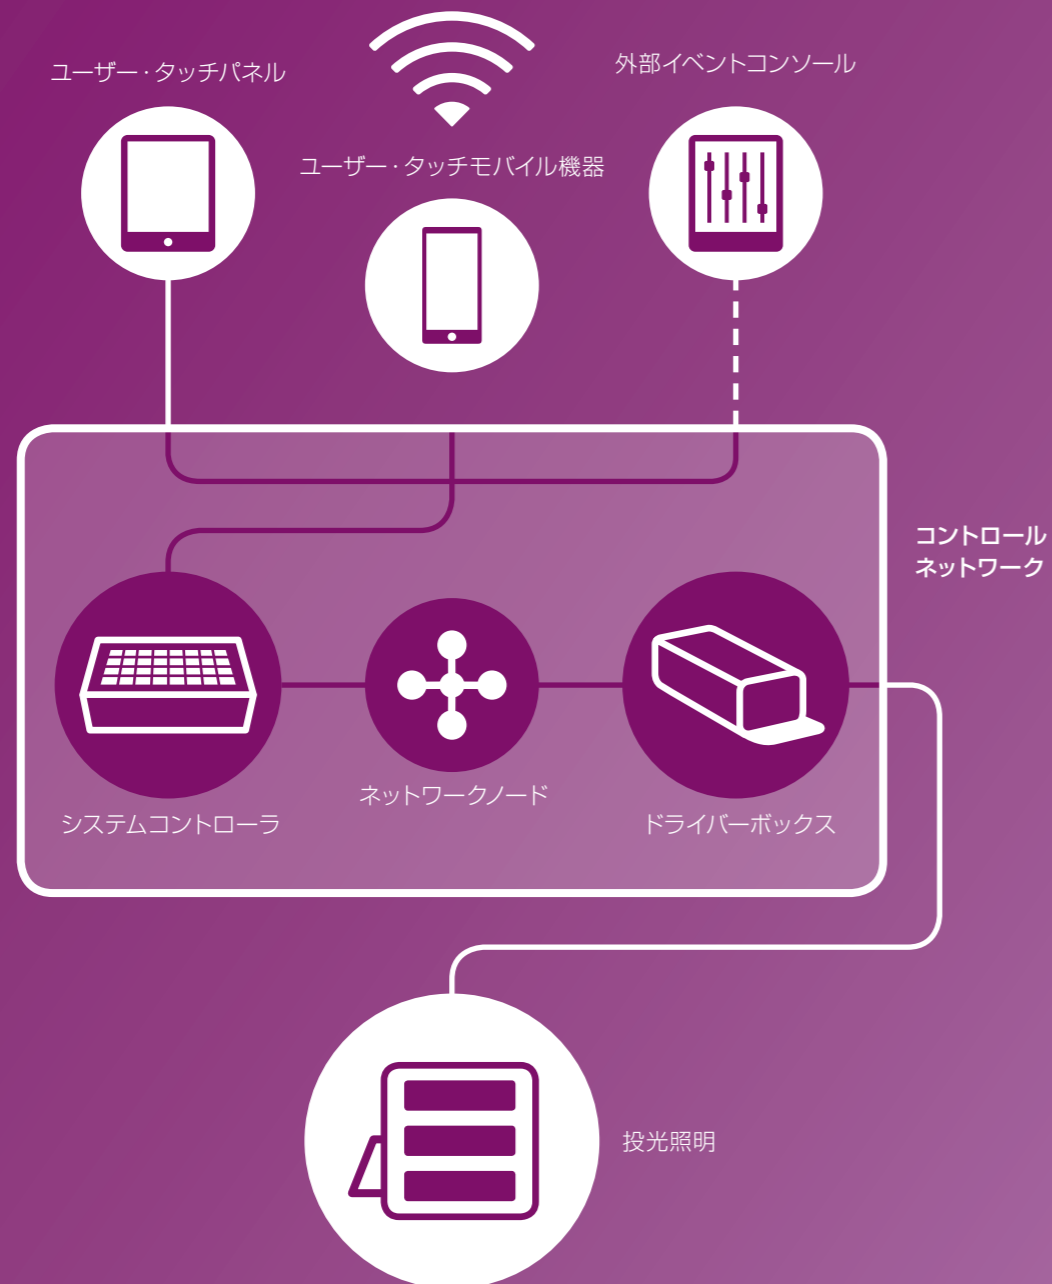 ユーザー・タッチパネル
外部イベントコンソール
ユーザー・タッチモバイル機器
コントロール
ネットワーク
システムコントローラ
ネットワークノード
ドライバーボックス
投光照明